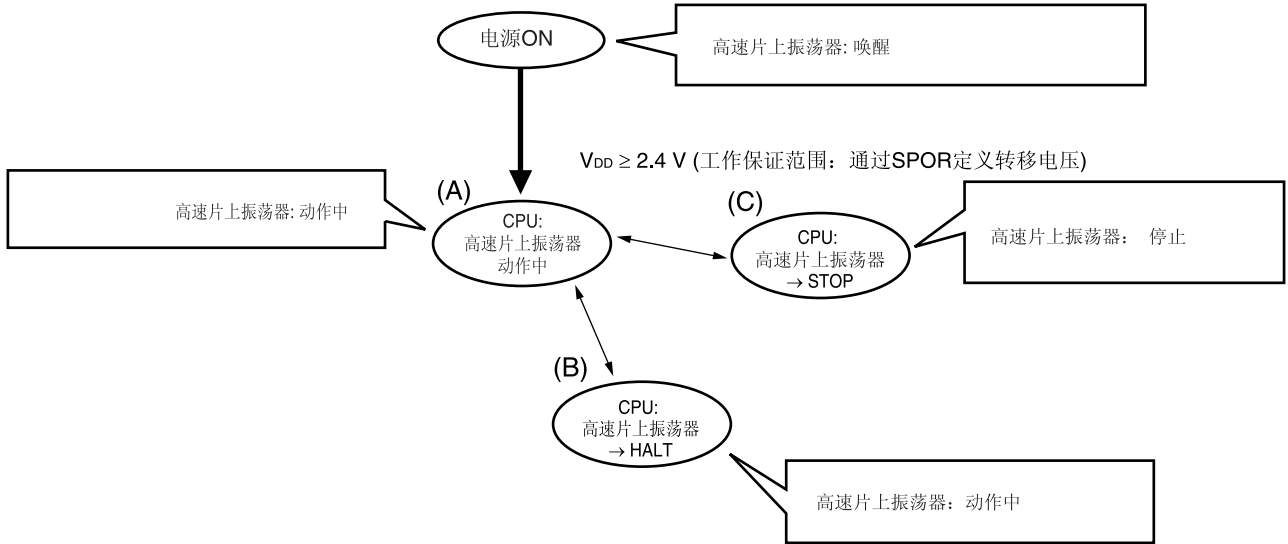 电源ON
高速片上振荡器: 唤醒
VDD ≥ 2.4 V (工作保证范围：通过SPOR定义转移电压)
高速片上振荡器: 动作中
(A)
CPU:
高速片上振荡器
动作中
(C)
CPU:
高速片上振荡器
→ STOP
高速片上振荡器： 停止
(B)
CPU:
高速片上振荡器
→ HALT
高速片上振荡器：动作中